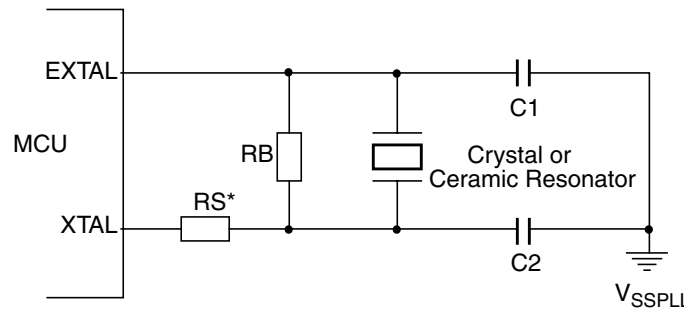 EXTAL
C1
MCU
RB
Crystal or
Ceramic Resonator
RS*
XTAL
C2
VSSPLL